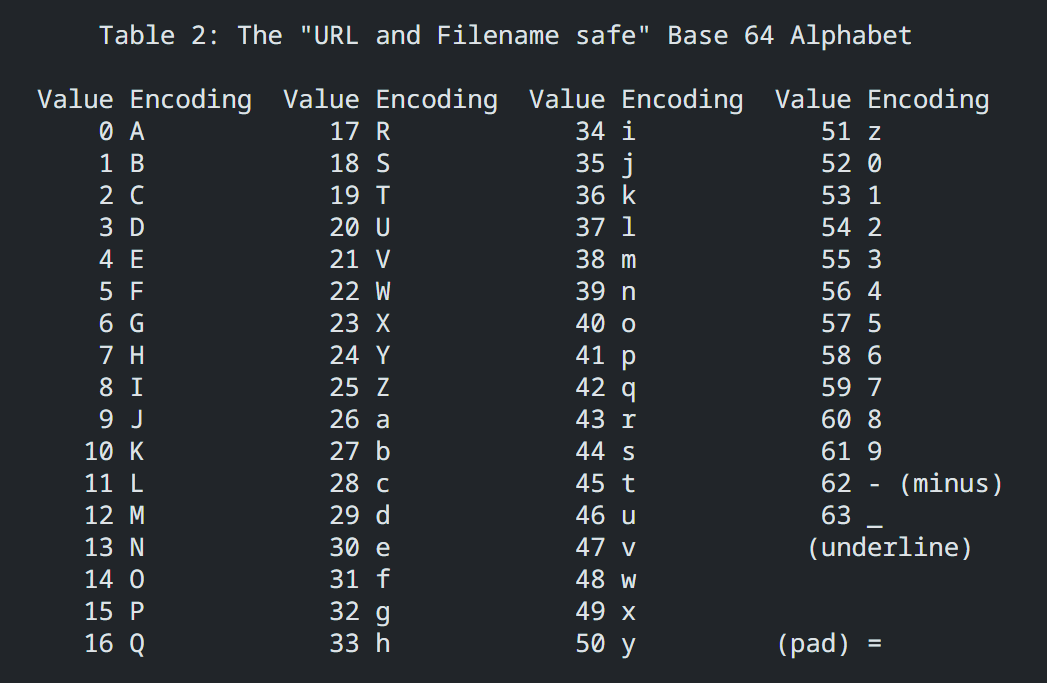 Table 2: The "URL and Filename safe" Base 64 Alphabet
Value Encoding  Value Encoding  Value Encoding  Value Encoding
0 A            17 R            34 i            51 z
1 B            18 S            35 j            52 0
2 C            19 T            36 k            53 1
3 D            20 U            37 l            54 2
4 E            21 V            38 m            55 3
5 F            22 W            39 n            56 4
6 G            23 X            40 o            57 5
7 H            24 Y            41 p            58 6
8 I            25 Z            42 q            59 7
9 J            26 a            43 r            60 8
10 K            27 b            44 s            61 9
11 L            28 c            45 t            62 - (minus)
12 M            29 d            46 u            63 _
13 N            30 e            47 v           (underline)
14 O            31 f            48 w
15 P            32 g            49 x
16 Q            33 h            50 y         (pad) =